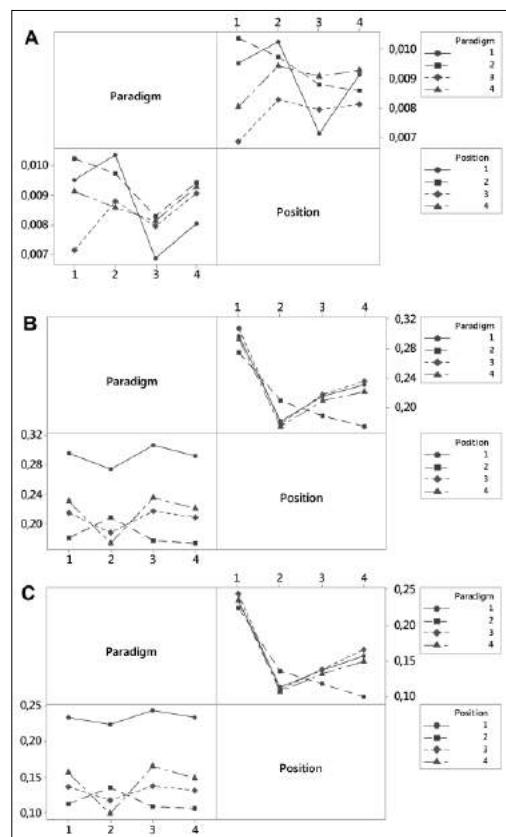 A
1 2 3 4
Paradigm
0,010
0,009
0,008
0,007
Paradigm
1
2
3
4
0,010
0,009
0,008
0,007
Position
Position
1
2
3
4
1 2 3 4
B
1 2 3 4
Paradigm
0,32
0,28
0,24
0,20
Paradigm
1
2
3
4
0,32
0,28
0,24
0,20
Position
Position
1
2
3
4
1 2 3 4
C
1 2 3 4
Paradigm
0,25
0,20
0,15
0,10
Paradigm
1
2
3
4
0,25
0,20
0,15
0,10
Position
Position
1
2
3
4
1 2 3 4